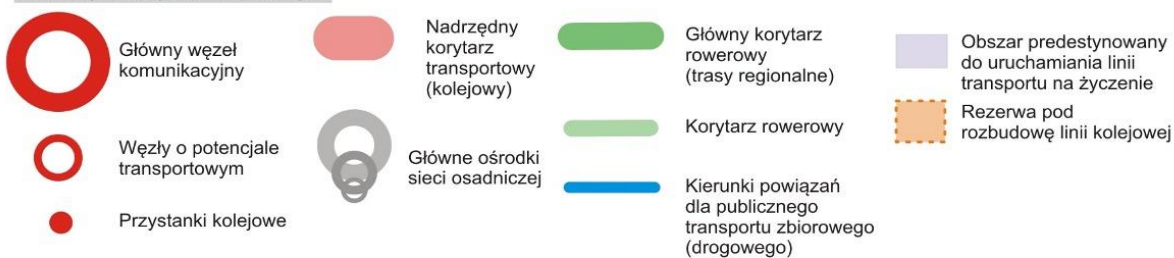 Główny węzeł
komunikacyjny
Węzły o potencjale
transportowym
Przystanki kolejowe
Nadrzędny
korytarz
transportowy
(kolejowy)
Główne ośrodki
sieci osadniczej
Główny korytarz
rowerowy
(trasy regionalne)
Korytarz rowerowy
Kierunki powiązań
dla publicznego
transportu zbiorowego
(drogowego)
Obszar predestynowany
do uruchamiania linii
transportu na życzenie
Rezerwa pod
rozbudowę linii kolejowej